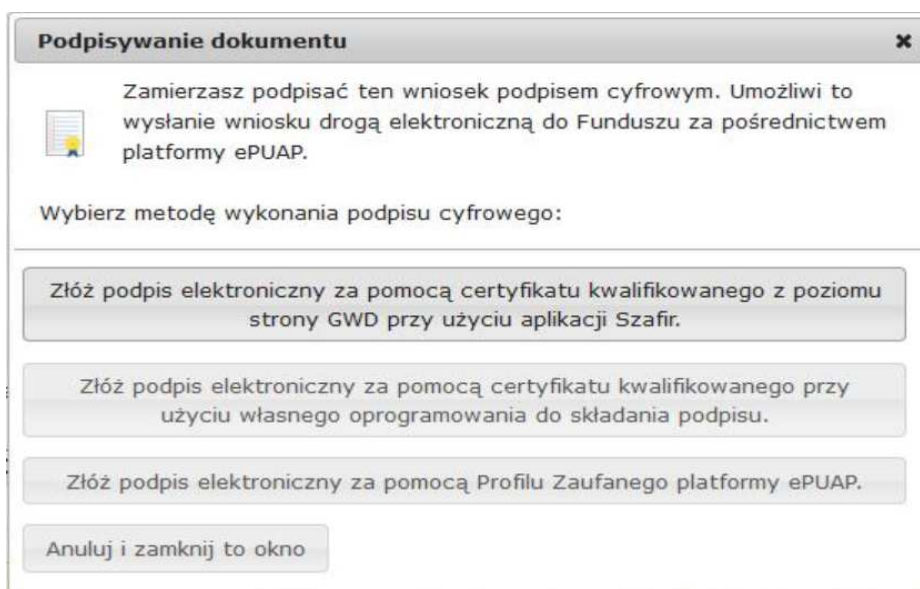 Podpisywanie dokumentu
Zamierzasz podpisać ten wniosek podpisem cyfrowym. Umożliwi to
wysłanie wniosku drogą elektroniczną do Funduszu za pośrednictwem
platformy ePUAP.
Wybierz metodę wykonania podpisu cyfrowego:
Złóż podpis elektroniczny za pomocą certyfikatu kwalifikowanego z poziomu
strony GWD przy użyciu aplikacji Szafir.
Złóż podpis elektroniczny za pomocą certyfikatu kwalifikowanego przy
użyciu własnego oprogramowania do składania podpisu.
Złóż podpis elektroniczny za pomocą Profilu Zaufanego platformy ePUAP.
Anuluj i zamknij to okno